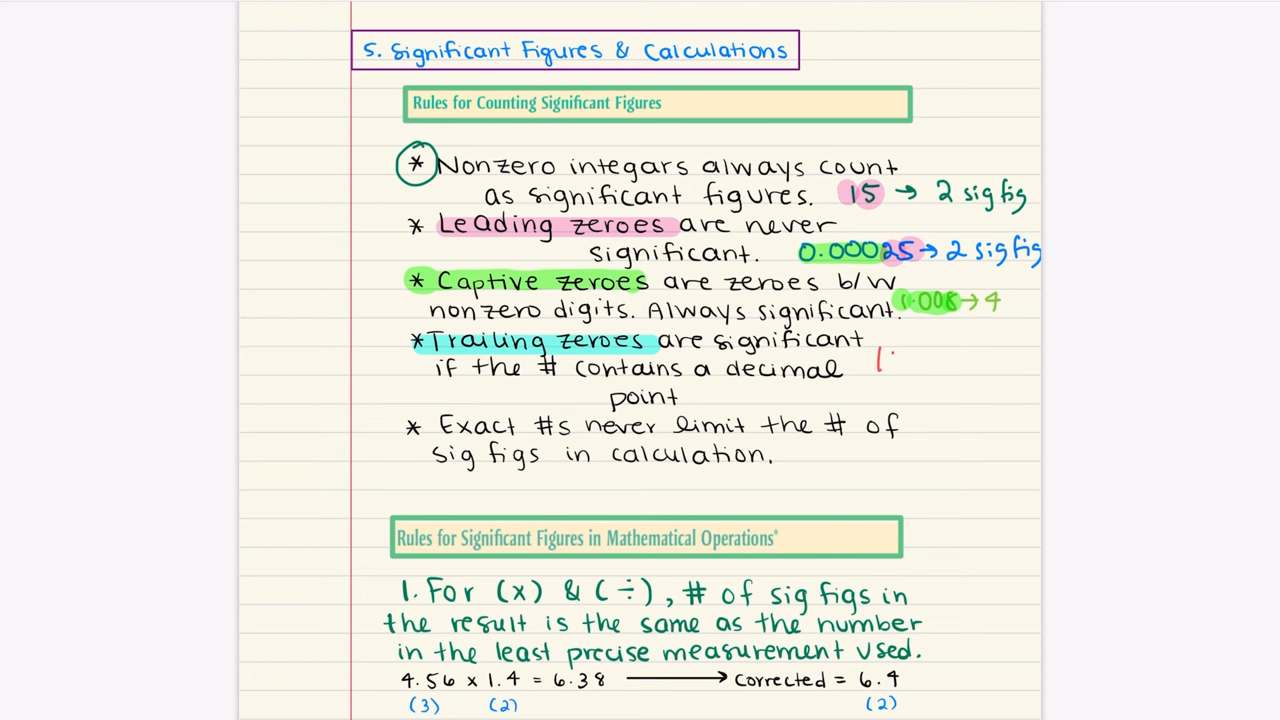 5. Significant Figures & Calculations
Rules for Counting Significant Figures
* Nonzero integars always count
as significant figures. 15 → 2 sig fig
* Leading zeroes are never
significant. 0.00025 → 2 sig fig
* Captive zeroes are zeroes b/w
nonzero digits. Always significant. 1.008 → 4
* Trailing zeroes are significant
if the # contains a decimal
point
* Exact #s never limit the # of
sig figs in calculation.
Rules for Significant Figures in Mathematical Operations*
1. For (x) & (÷), # of sig figs in
the result is the same as the number
in the least precise measurement used.
4.56 x 1.4 = 6.38 → corrected = 6.4
(3) (2) (2)